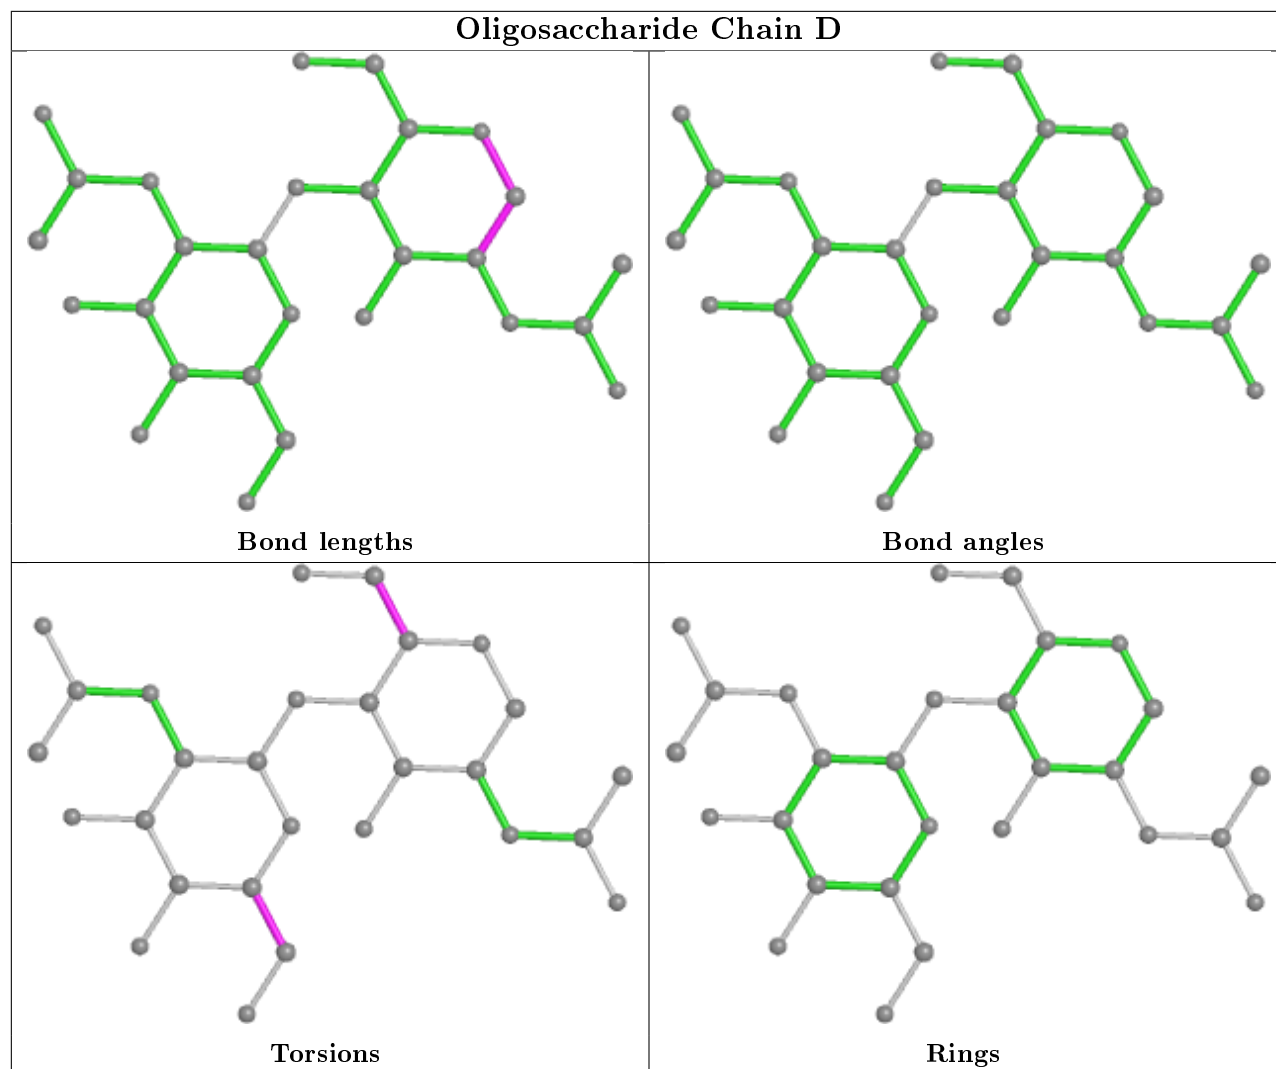 Oligosaccharide Chain D
Bond lengths
Bond angles
Torsions
Rings